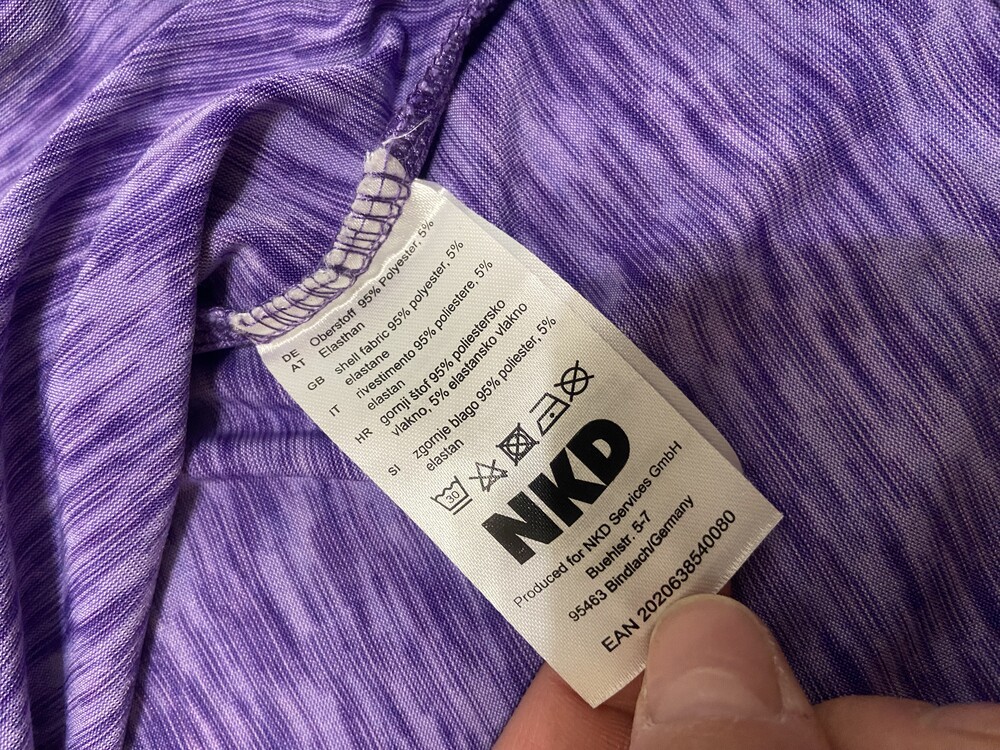 DE AT Oberstoff 95% Polyester, 5%
Elasthan
GB shell fabric 95% polyester, 5%
elastane
IT rivestimento 95% poliestere, 5%
elastan
HR gornji štof 95% poliestersko
vlakno, 5% elastansko vlakno
SI zgornje blago 95% poliester, 5%
elastan
30
NKD
Produced for NKD Services GmbH
Buehlstr. 5-7
95463 Bindlach/Germany
EAN 2020638540080